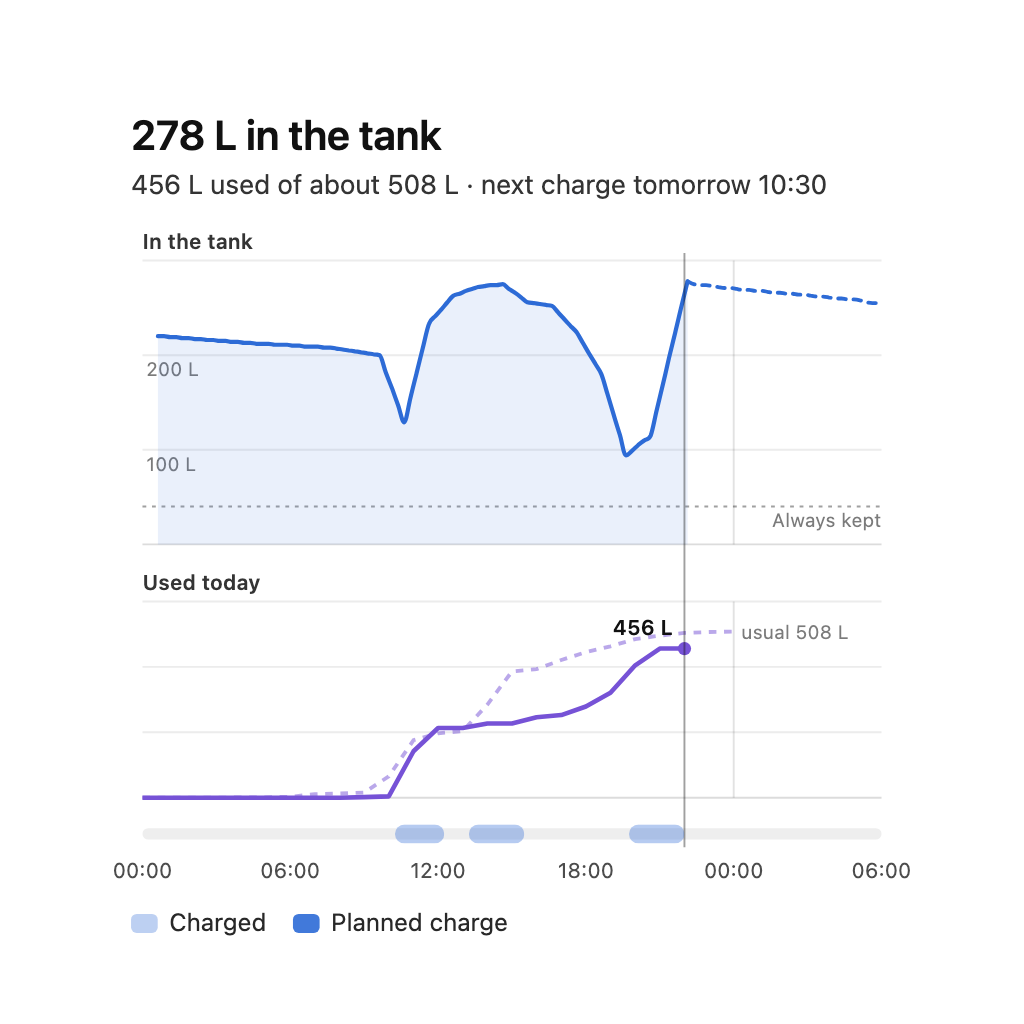 278 L in the tank
456 L used of about 508 L · next charge tomorrow 10:30
In the tank
200 L
100 L
Always kept
Used today
456 L
usual 508 L
00:00 06:00 12:00 18:00 00:00 06:00
Charged Planned charge